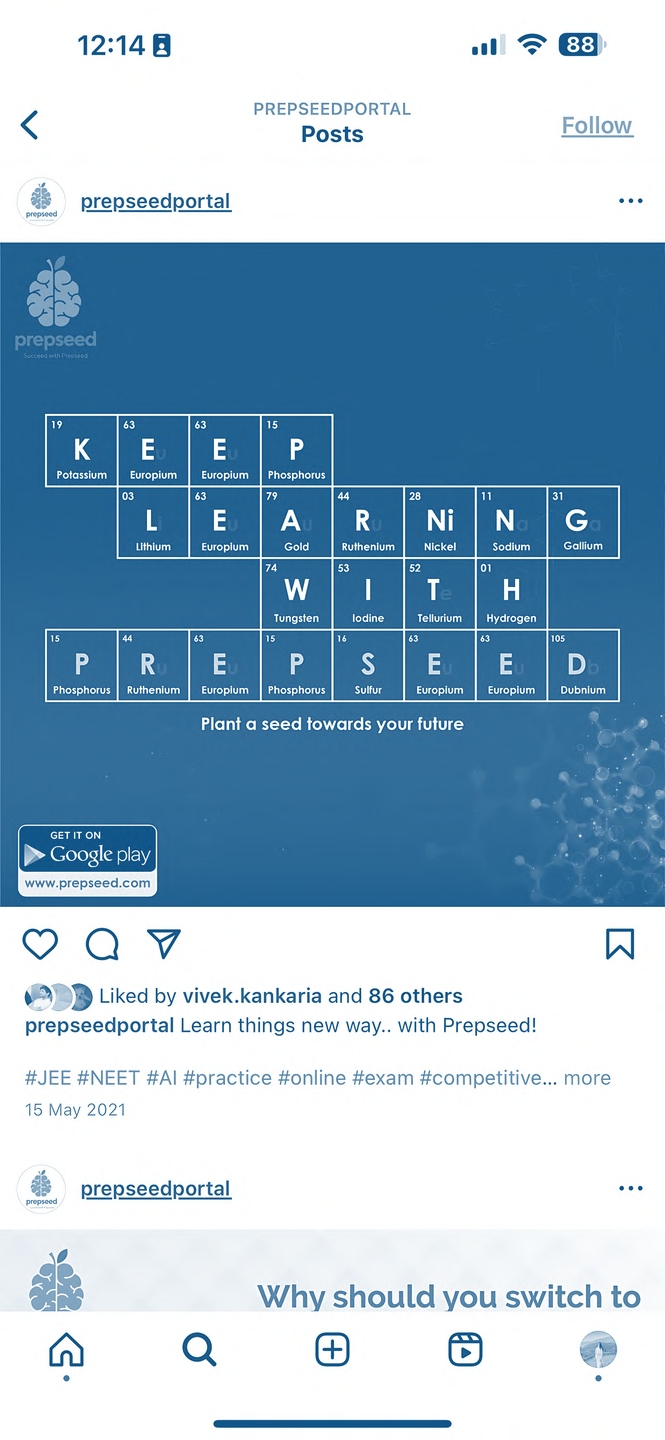 12:14
88
PREPSEEDPORTAL
Posts
Follow
prepseed
prepseedportal
prepseed
Succeed with Prepseed
19 63 63 15
K Eu Eu P
Potassium Europium Europium Phosphorus
03 63 79 44 28 11 31
Li Eu Au Ru Ni Na Ga
Lithium Europium Gold Ruthenium Nickel Sodium Gallium
74 53 52 01
W I Te H
Tungsten Iodine Tellurium Hydrogen
15 44 63 15 16 63 63 105
P Ru Eu P S Eu Eu Db
Phosphorus Ruthenium Europium Phosphorus Sulfur Europium Europium Dubnium
Plant a seed towards your future
GET IT ON
Google play
www.prepseed.com
Liked by vivek.kankaria and 86 others
prepseedportal Learn things new way.. with Prepseed!
#JEE #NEET #AI #practice #online #exam #competitive... more
15 May 2021
prepseed
prepseedportal
Why should you switch to